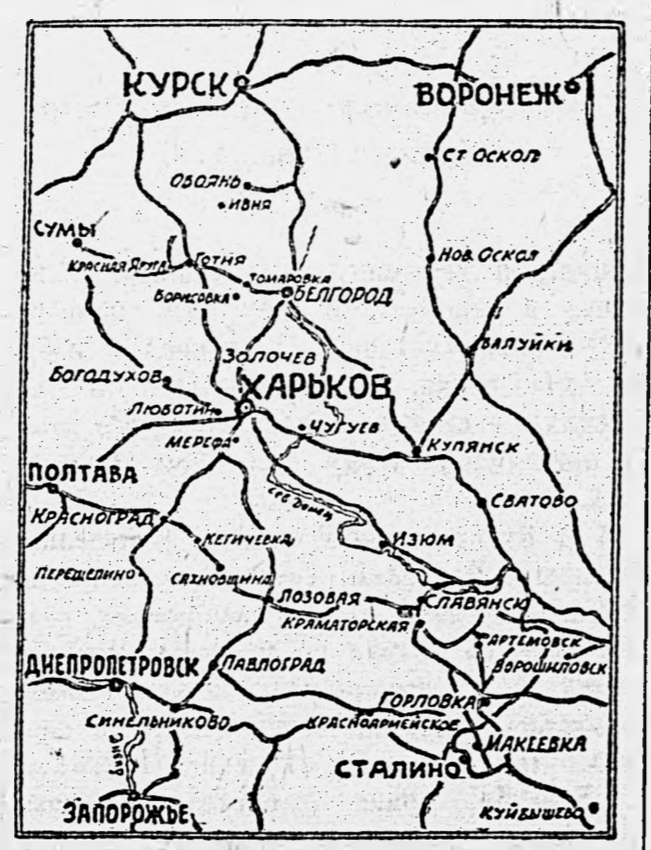 КУРСК
ВОРОНЕЖ
СТ. ОСКОЛ
ОБОЯНЬ
ИВНЯ
СУМЫ
КРАСНАЯ ЯРУГА
ГОТНЯ
НОВ. ОСКОЛ
ТОМАРОВКА
БОРИСОВКА
БЕЛГОРОД
ВАЛУЙКИ
ЗОЛОЧЕВ
БОГОДУХОВ
ХАРЬКОВ
ЛЮБОТИН
ЧУГУЕВ
МЕРЕФА
КУПЯНСК
ПОЛТАВА
СЕВ. Донец
СВАТОВО
КРАСНОГРАД
КЕГИЧЕВКА
ИЗЮМ
ПЕРЕЩЕПИНО
САХНОВЩИНА
ЛОЗОВАЯ
СЛАВЯНСК
КРАМАТОРСКАЯ
АРТЕМОВСК
ВОРОШИЛОВСК
ДНЕПРОПЕТРОВСК
ПАВЛОГРАД
ГОРЛОВКА
СИНЕЛЬНИКОВО
КРАСНОАРМЕЙСКОЕ
Днепр
МАКЕЕВКА
СТАЛИНО
ЗАПОРОЖЬЕ
КУЙБЫШЕВО